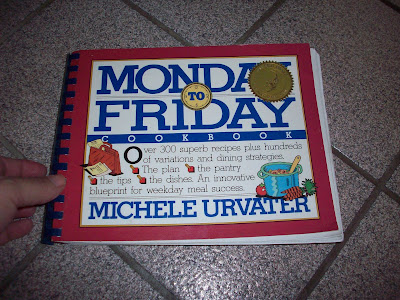 MONDAY
TO
FRIDAY
COOKBOOK
Over 300 superb recipes plus hundreds
of variations and dining strategies.
The plan the pantry
the tips the dishes. An innovative
blueprint for weekday meal success.
MICHELE URVATER